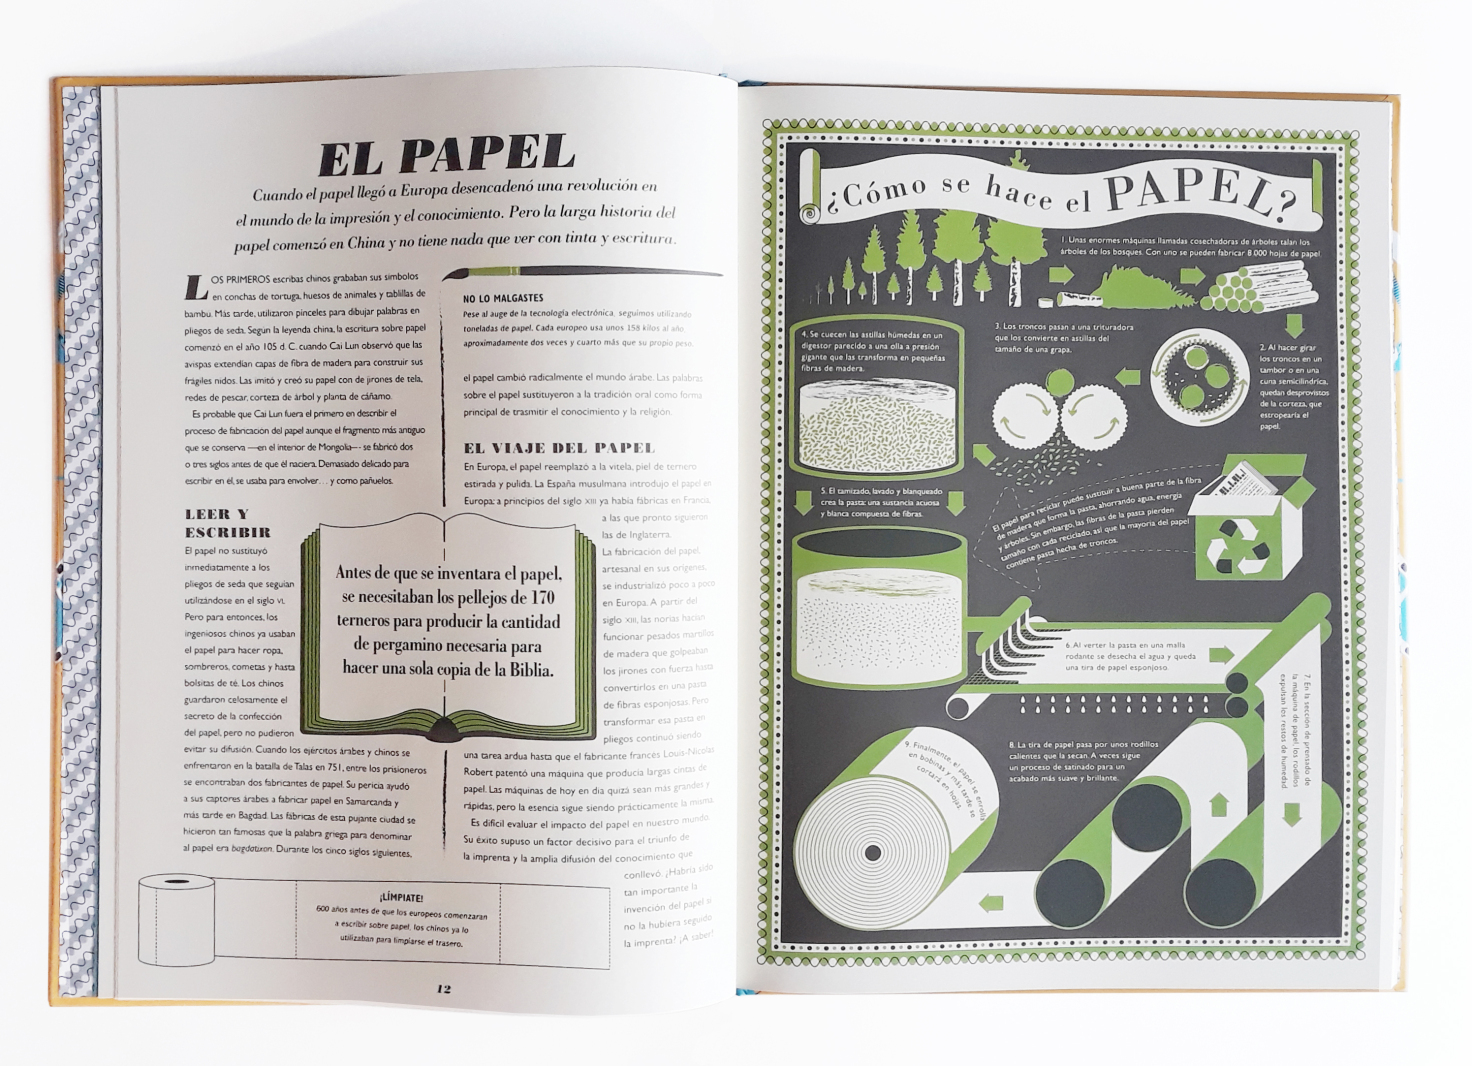 EL PAPEL
Cuando el papel llegó a Europa desencadenó una revolución en
el mundo de la impresión y el conocimiento. Pero la larga historia del
papel comenzó en China y no tiene nada que ver con tinta y escritura.
LOS PRIMEROS escribas chinos grababan sus símbolos
en conchas de tortuga, huesos de animales y tablillas de
bambu. Más tarde, utilizaron pinceles para dibujar palabras en
pliegos de seda. Según la leyenda china, la escritura sobre papel
comenzó en el año 105 d. C. cuando Cai Lun observó que las
avispas extendían capas de fibra de madera para construir sus
frágiles nidos. Las imitó y creó su papel con de jirones de tela,
redes de pescar, corteza de árbol y planta de cáñamo.
Es probable que Cai Lun fuera el primero en describir el
proceso de fabricación del papel aunque el fragmento más antiguo
que se conserva —en el interior de Mongolia— se fabricó dos
o tres siglos antes de que él naciera. Demasiado delicado para
escribir en él, se usaba para envolver… y como pañuelos.
LEER Y
ESCRIBIR
El papel no sustituyó
inmediatamente a los
pliegos de seda que seguían
utilizándose en el siglo VI.
Pero para entonces, los
ingeniosos chinos ya usaban
el papel para hacer ropa,
sombreros, cometas y hasta
bolsitas de té. Los chinos
guardaron celosamente el
secreto de la confección
del papel, pero no pudieron
evitar su difusión. Cuando los ejércitos árabes y chinos se
enfrentaron en la batalla de Talas en 751, entre los prisioneros
se encontraban dos fabricantes de papel. Su pericia ayudó
a sus captores árabes a fabricar papel en Samarcanda y
más tarde en Bagdad. Las fábricas de esta pujante ciudad se
hicieron tan famosas que la palabra griega para denominar
al papel era bagdatixon. Durante los cinco siglos siguientes,
NO LO MALGASTES
Pese al auge de la tecnología electrónica, seguimos utilizando
toneladas de papel. Cada europeo usa unos 158 kilos al año,
aproximadamente dos veces y cuarto más que su propio peso.
el papel cambió radicalmente el mundo árabe. Las palabras
sobre el papel sustituyeron a la tradición oral como forma
principal de trasmitir el conocimiento y la religión.
EL VIAJE DEL PAPEL
En Europa, el papel reemplazó a la vitela, piel de ternero
estirada y pulida. La España musulmana introdujo el papel en
Europa; a principios del siglo XIII ya había fábricas en Francia,
a las que pronto siguieron
las de Inglaterra.
La fabricación del papel,
artesanal en sus orígenes,
se industrializó poco a poco
en Europa. A partir del
siglo XIII, las norias hacían
funcionar pesados martillos
de madera que golpeaban
los jirones con fuerza hasta
convertirlos en una pasta
de fibras esponjosas. Pero
transformar esa pasta en
pliegos continuó siendo
una tarea ardua hasta que el fabricante francés Louis-Nicolas
Robert patentó una máquina que producía largas cintas de
papel. Las máquinas de hoy en día quizá sean más grandes y
rápidas, pero la esencia sigue siendo prácticamente la misma.
Es difícil evaluar el impacto del papel en nuestro mundo.
Su éxito supuso un factor decisivo para el triunfo de
la imprenta y la amplia difusión del conocimiento que
conllevó. ¿Habría sido
tan importante la
invención del papel si
no la hubiera seguido
la imprenta? ¡A saber!
Antes de que se inventara el papel,
se necesitaban los pellejos de 170
terneros para producir la cantidad
de pergamino necesaria para
hacer una sola copia de la Biblia.
¡LÍMPIATE!
600 años antes de que los europeos comenzaran
a escribir sobre papel, los chinos ya lo
utilizaban para limpiarse el trasero.
12
¿Cómo se hace el PAPEL?
1. Unas enormes máquinas llamadas cosechadoras de árboles talan los
árboles de los bosques. Con uno se pueden fabricar 8 000 hojas de papel.
2. Al hacer girar
los troncos en un
tambor o en una
cuna semicilíndrica,
quedan desprovistos
de la corteza, que
estropearía el
papel.
3. Los troncos pasan a una trituradora
que los convierte en astillas del
tamaño de una grapa.
4. Se cuecen las astillas húmedas en un
digestor parecido a una olla a presión
gigante que las transforma en pequeñas
fibras de madera.
5. El tamizado, lavado y blanqueado
crea la pasta: una sustancia acuosa
y blanca compuesta de fibras.
El papel para reciclar puede sustituir a buena parte de la fibra
de madera que forma la pasta, ahorrando agua, energía
y árboles. Sin embargo, las fibras de la pasta pierden
tamaño con cada reciclado, así que la mayoría del papel
contiene pasta hecha de troncos.
6. Al verter la pasta en una malla
rodante se desecha el agua y queda
una tira de papel esponjoso.
7. En la sección de prensado de
la máquina de papel, los rodillos
expulsan los restos de humedad.
8. La tira de papel pasa por unos rodillos
calientes que la secan. A veces sigue
un proceso de satinado para un
acabado más suave y brillante.
9. Finalmente, el papel se enrolla
en bobinas y más tarde se
cortará en hojas.